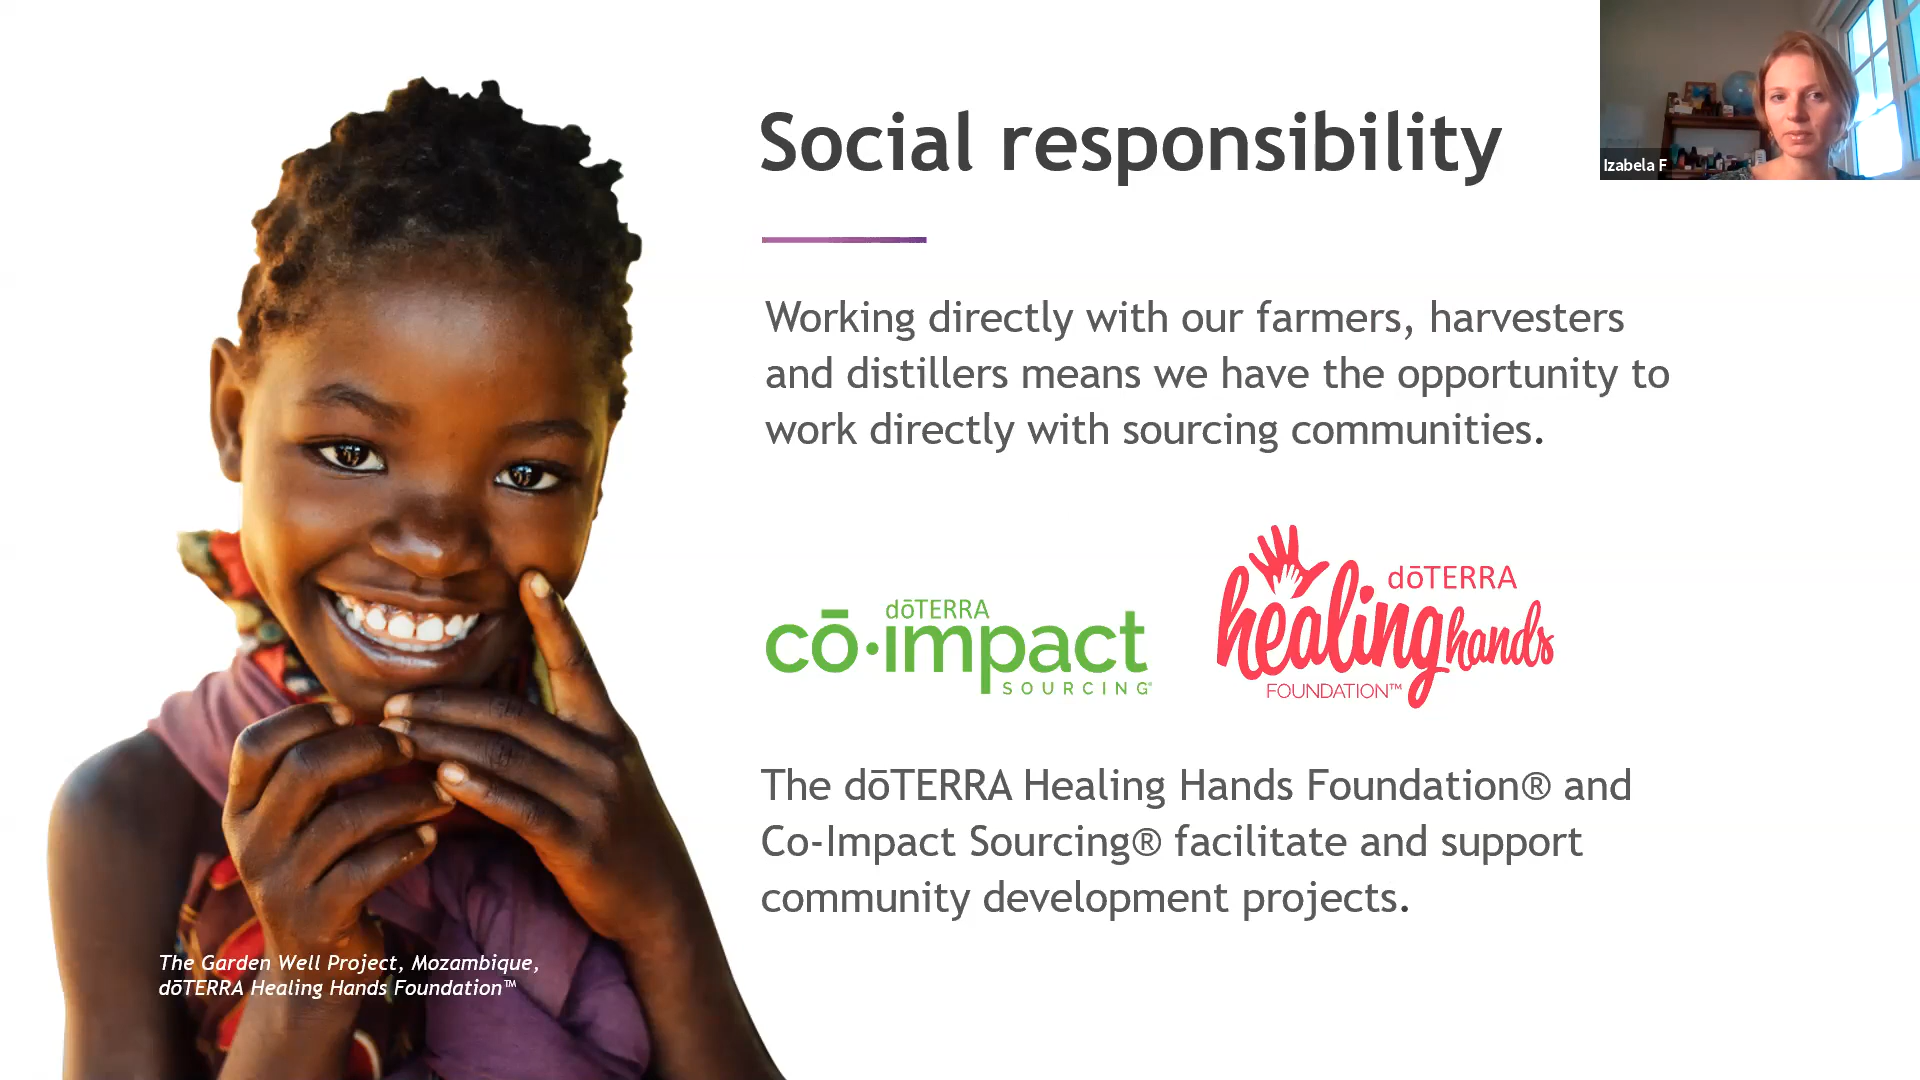 Social responsibility
Izabela F
Working directly with our farmers, harvesters
and distillers means we have the opportunity to
work directly with sourcing communities.
dōTERRA
cō·impact
SOURCING®
dōTERRA
healing hands
FOUNDATION™
The dōTERRA Healing Hands Foundation® and
Co-Impact Sourcing® facilitate and support
community development projects.
The Garden Well Project, Mozambique,
dōTERRA Healing Hands Foundation™